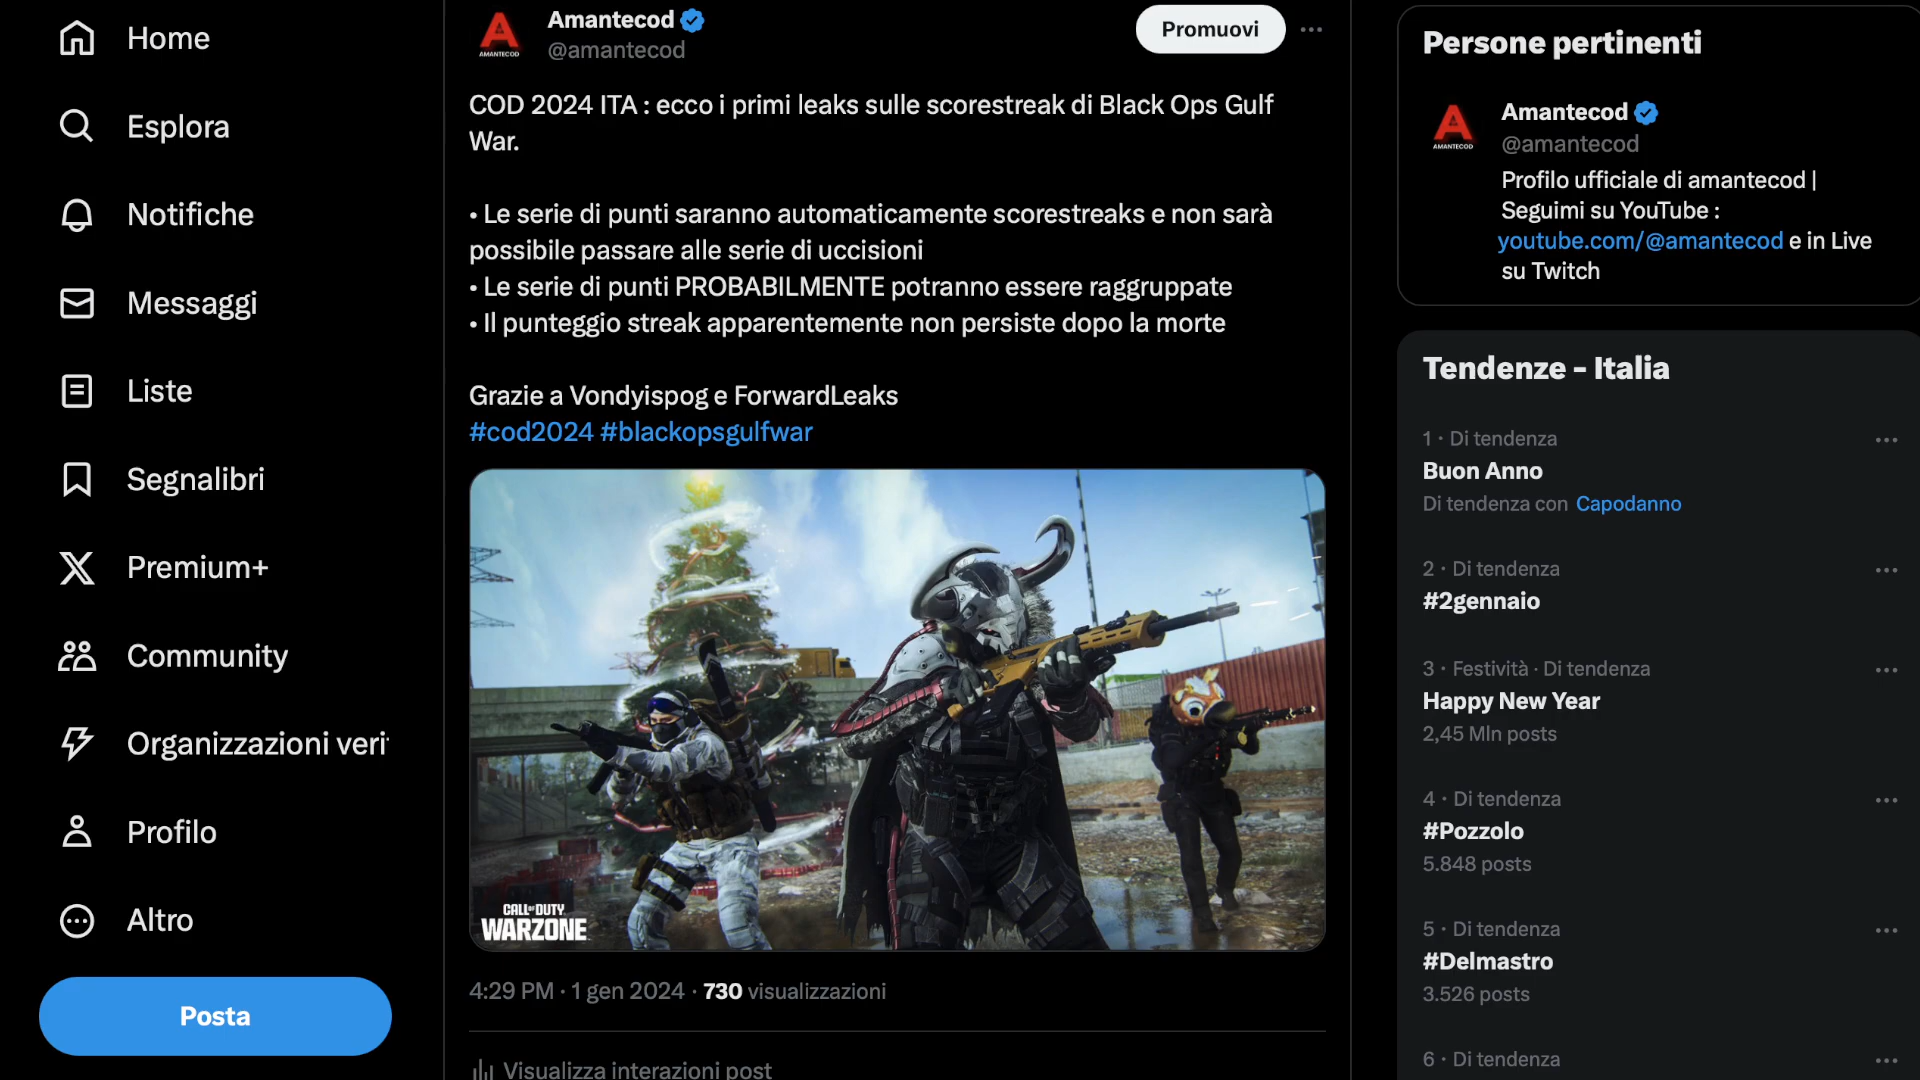 Home
Esplora
Notifiche
Messaggi
Liste
Segnalibri
Premium+
Community
Organizzazioni
Profilo
Altro
Posta
AMANTECOD
Amantecod
@amantecod
Promuovi
COD 2024 ITA : ecco i primi leaks sulle scorestreak di Black Ops Gulf
War.
• Le serie di punti saranno automaticamente scorestreaks e non sarà
possibile passare alle serie di uccisioni
• Le serie di punti PROBABILMENTE potranno essere raggruppate
• Il punteggio streak apparentemente non persiste dopo la morte
Grazie a Vondyispog e ForwardLeaks
#cod2024 #blackopsgulfwar
CALL OF DUTY
WARZONE
4:29 PM · 1 gen 2024 · 730 visualizzazioni
Visualizza interazioni post
Persone pertinenti
AMANTECOD
Amantecod
@amantecod
Profilo ufficiale di amantecod |
Seguimi su YouTube :
youtube.com/@amantecod e in Live
su Twitch
Tendenze - Italia
1 · Di tendenza
Buon Anno
Di tendenza con Capodanno
2 · Di tendenza
#2gennaio
3 · Festività · Di tendenza
Happy New Year
2,45 Mln posts
4 · Di tendenza
#Pozzolo
5.848 posts
5 · Di tendenza
#Delmastro
3.526 posts
6 · Di tendenza